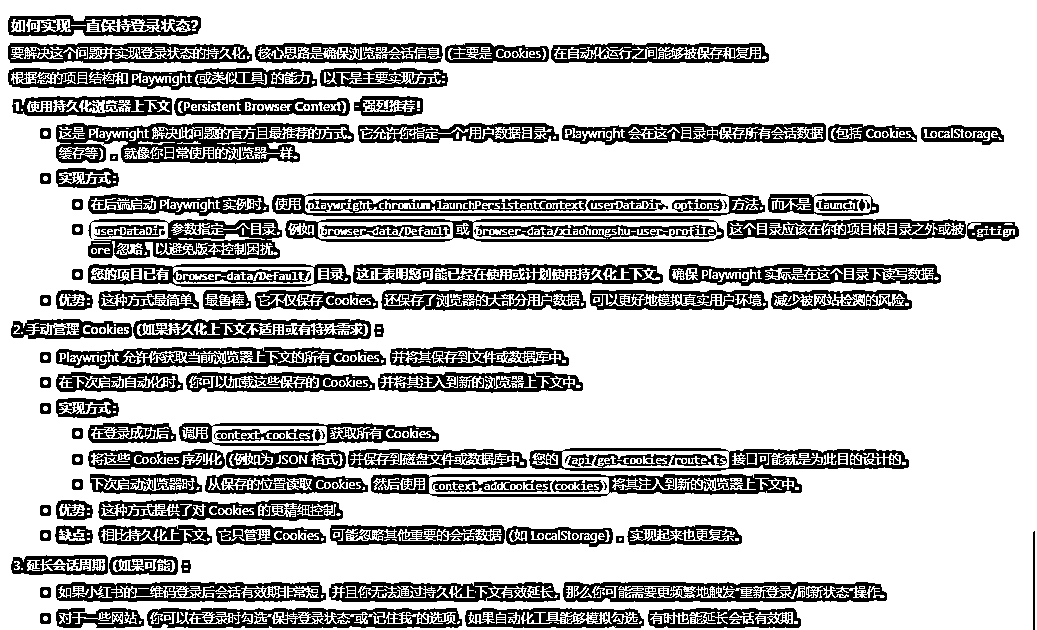 如何实现一直保持登录状态?
要解决这个问题并实现登录状态的持久化，核心思路是确保浏览器会话信息（主要是 Cookies）在自动化运行之间能够被保存和复用。
根据您的项目结构和 Playwright (或类似工具) 的能力，以下是主要实现方式:
1. 使用持久化浏览器上下文（Persistent Browser Context）- 强烈推荐!
这是 Playwright 解决此问题的官方且最推荐的方式。它允许你指定一个"用户数据目录"，Playwright 会在这个目录中保存所有会话数据（包括 Cookies、LocalStorage、
缓存等），就像你日常使用的浏览器一样。
实现方式:
在后端启动 Playwright 实例时，使用 playwright.chromium.launchPersistentContext(userDataDir, options) 方法，而不是 launch()。
userDataDir 参数指定一个目录，例如 browser-data/Default 或 browser-data/xiaohongshu-user-profile。这个目录应该在你的项目根目录之外或被 .gitign
ore 忽略，以避免版本控制困扰。
您的项目已有 browser-data/Default/ 目录，这正表明您可能已经在使用或计划使用持久化上下文。确保 Playwright 实际是在这个目录下读写数据。
优势：这种方式最简单、最鲁棒，它不仅保存 Cookies，还保存了浏览器的大部分用户数据，可以更好地模拟真实用户环境，减少被网站检测的风险。
2. 手动管理 Cookies（如果持久化上下文不适用或有特殊需求）:
Playwright 允许你获取当前浏览器上下文的所有 Cookies，并将其保存到文件或数据库中。
在下次启动自动化时，你可以加载这些保存的 Cookies，并将其注入到新的浏览器上下文中。
实现方式:
在登录成功后，调用 context.cookies() 获取所有 Cookies。
将这些 Cookies 序列化（例如为 JSON 格式）并保存到磁盘文件或数据库中。您的 /api/get-cookies/route.ts 接口可能就是为此目的设计的。
下次启动浏览器时，从保存的位置读取 Cookies，然后使用 context.addCookies(cookies) 将其注入到新的浏览器上下文中。
优势：这种方式提供了对 Cookies 的更精细控制。
缺点：相比持久化上下文，它只管理 Cookies，可能忽略其他重要的会话数据（如 LocalStorage），实现起来也更复杂。
3. 延长会话周期（如果可能）:
如果小红书的二维码登录后会话有效期非常短，并且你无法通过持久化上下文有效延长，那么你可能需要更频繁地触发"重新登录/刷新状态"操作。
对于一些网站，你可以在登录时勾选"保持登录状态"或"记住我"的选项，如果自动化工具能够模拟勾选，有时也能延长会话有效期。